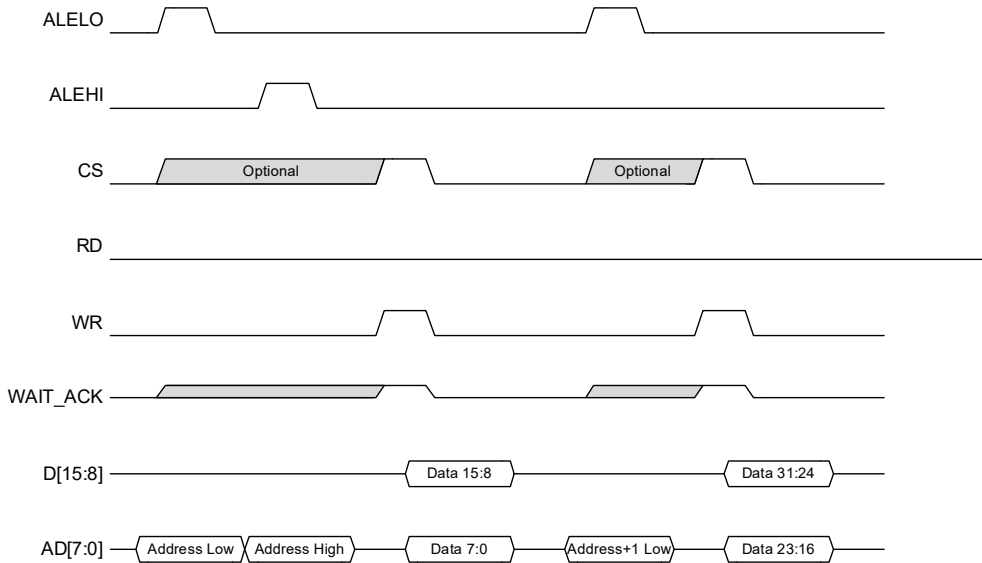 ALELO
ALEHI
CS Optional Optional
RD
WR
WAIT_ACK
D[15:8] Data 15:8 Data 31:24
AD[7:0] Address Low Address High Data 7:0 Address+1 Low Data 23:16